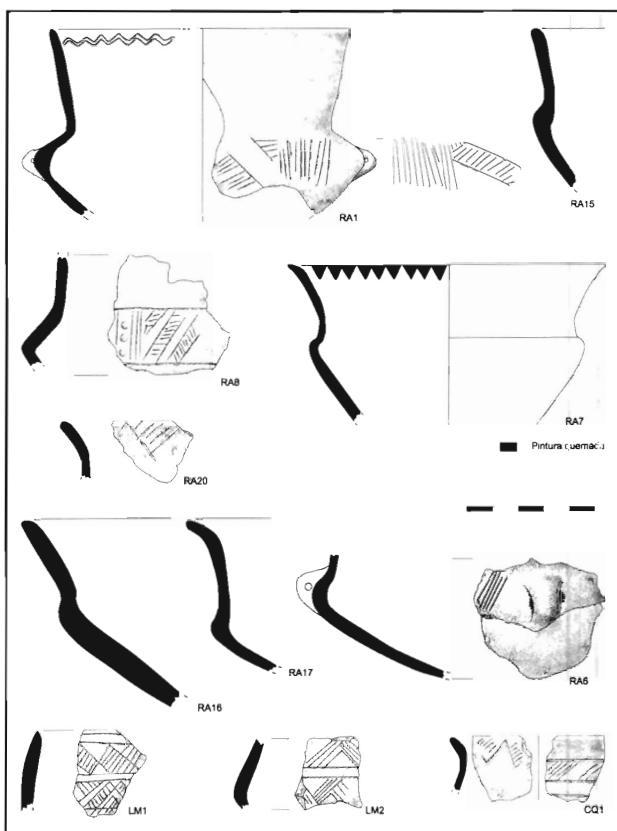 RA1
RA15
RA8
RA7
Pintura quemada
RA20
RA16
RA17
RA6
LM1
LM2
CQ1